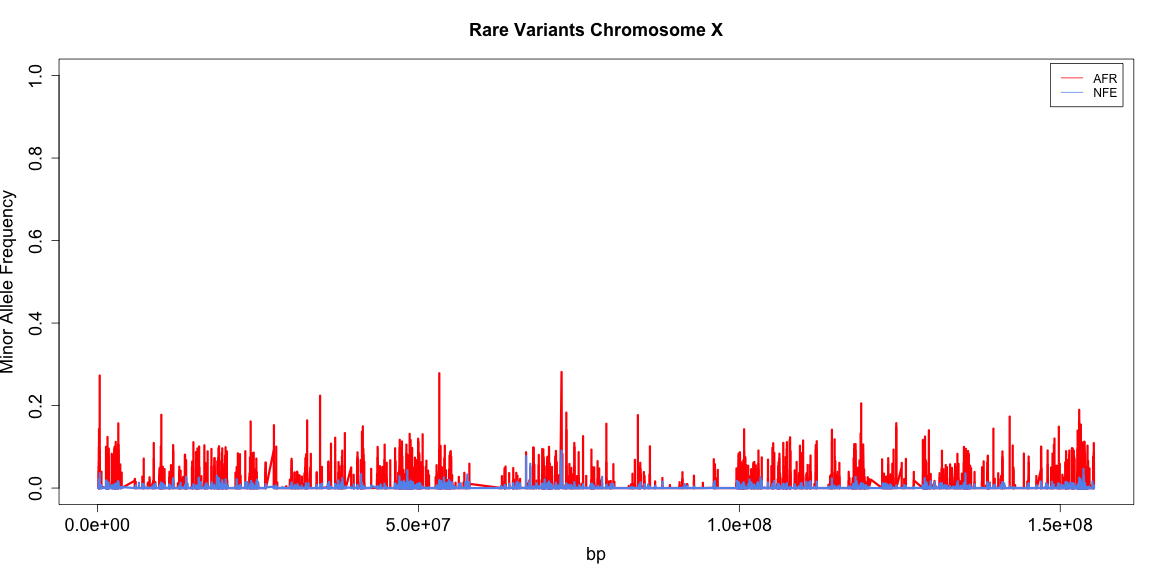 Rare Variants Chromosome X
AFR
NFE
Minor Allele Frequency
1.0
0.8
0.6
0.4
0.2
0.0
0.0e+00
5.0e+07
1.0e+08
1.5e+08
bp